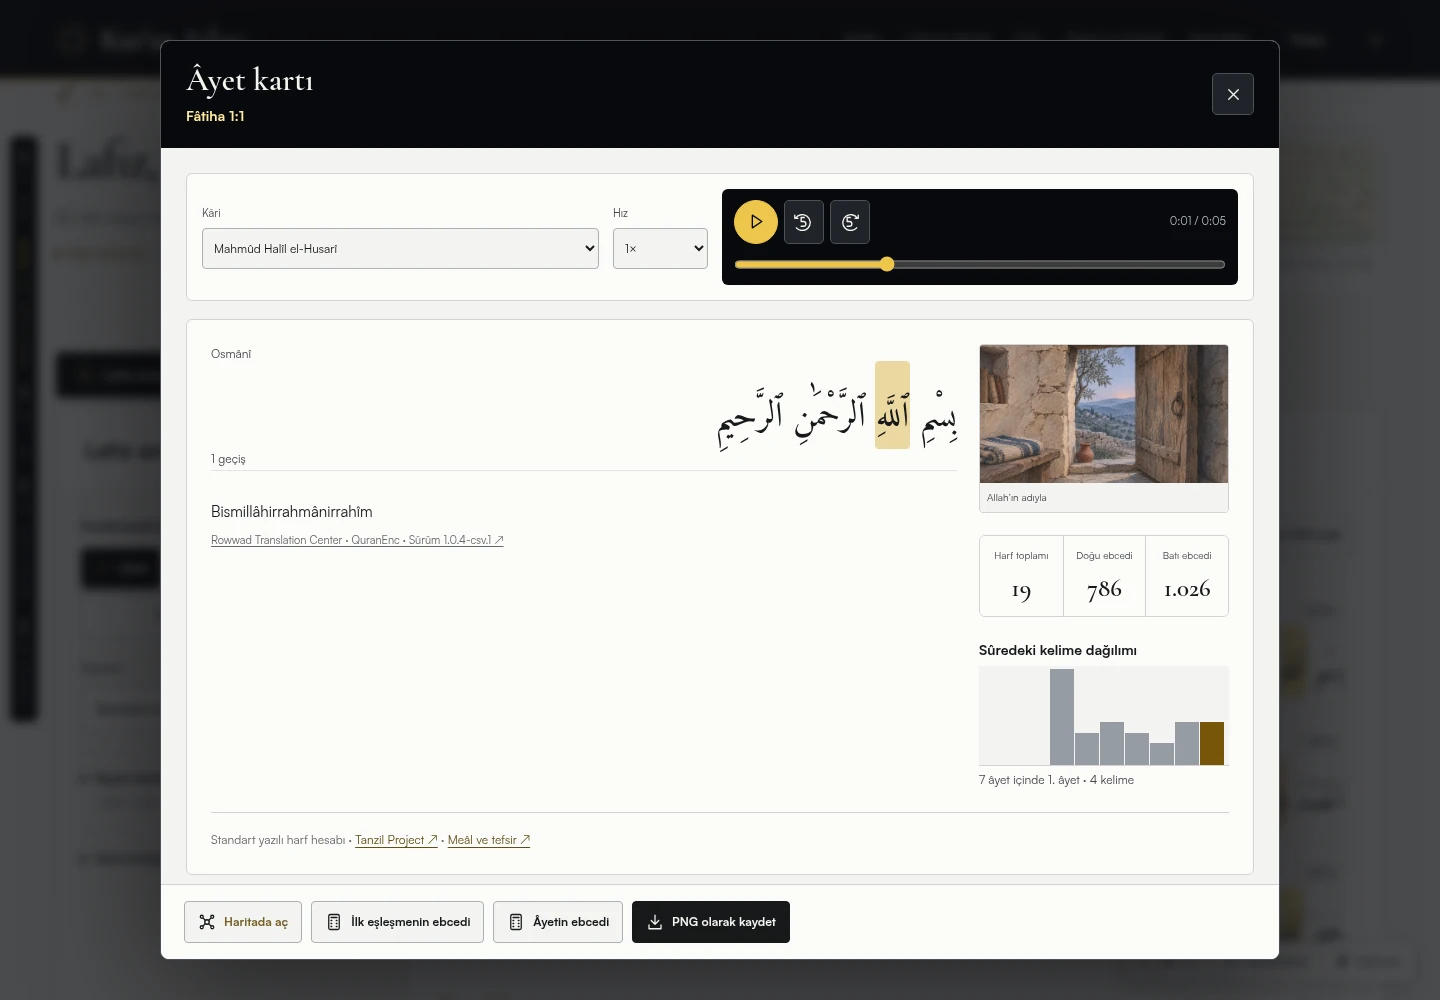 Âyet kartı
Fâtiha 1:1
Kâri
Hız
Mahmûd Halîl el-Husarî
1×
5
5
0:01 / 0:05
Osmânî
بِسْمِ ٱللَّهِ ٱلرَّحْمَـٰنِ ٱلرَّحِيمِ
1 geçiş
Bismillâhirrahmânirrahîm
Rowwad Translation Center · QuranEnc · Sürüm 1.0.4-csv.1 ↗
Allah'ın adıyla
Harf toplamı
Doğu ebcedi
Batı ebcedi
19
786
1.026
Sûredeki kelime dağılımı
7 âyet içinde 1. âyet · 4 kelime
Standart yazılı harf hesabı · Tanzil Project ↗ · Meâl ve tefsir ↗
Haritada aç
İlk eşleşmenin ebcedi
Âyetin ebcedi
PNG olarak kaydet